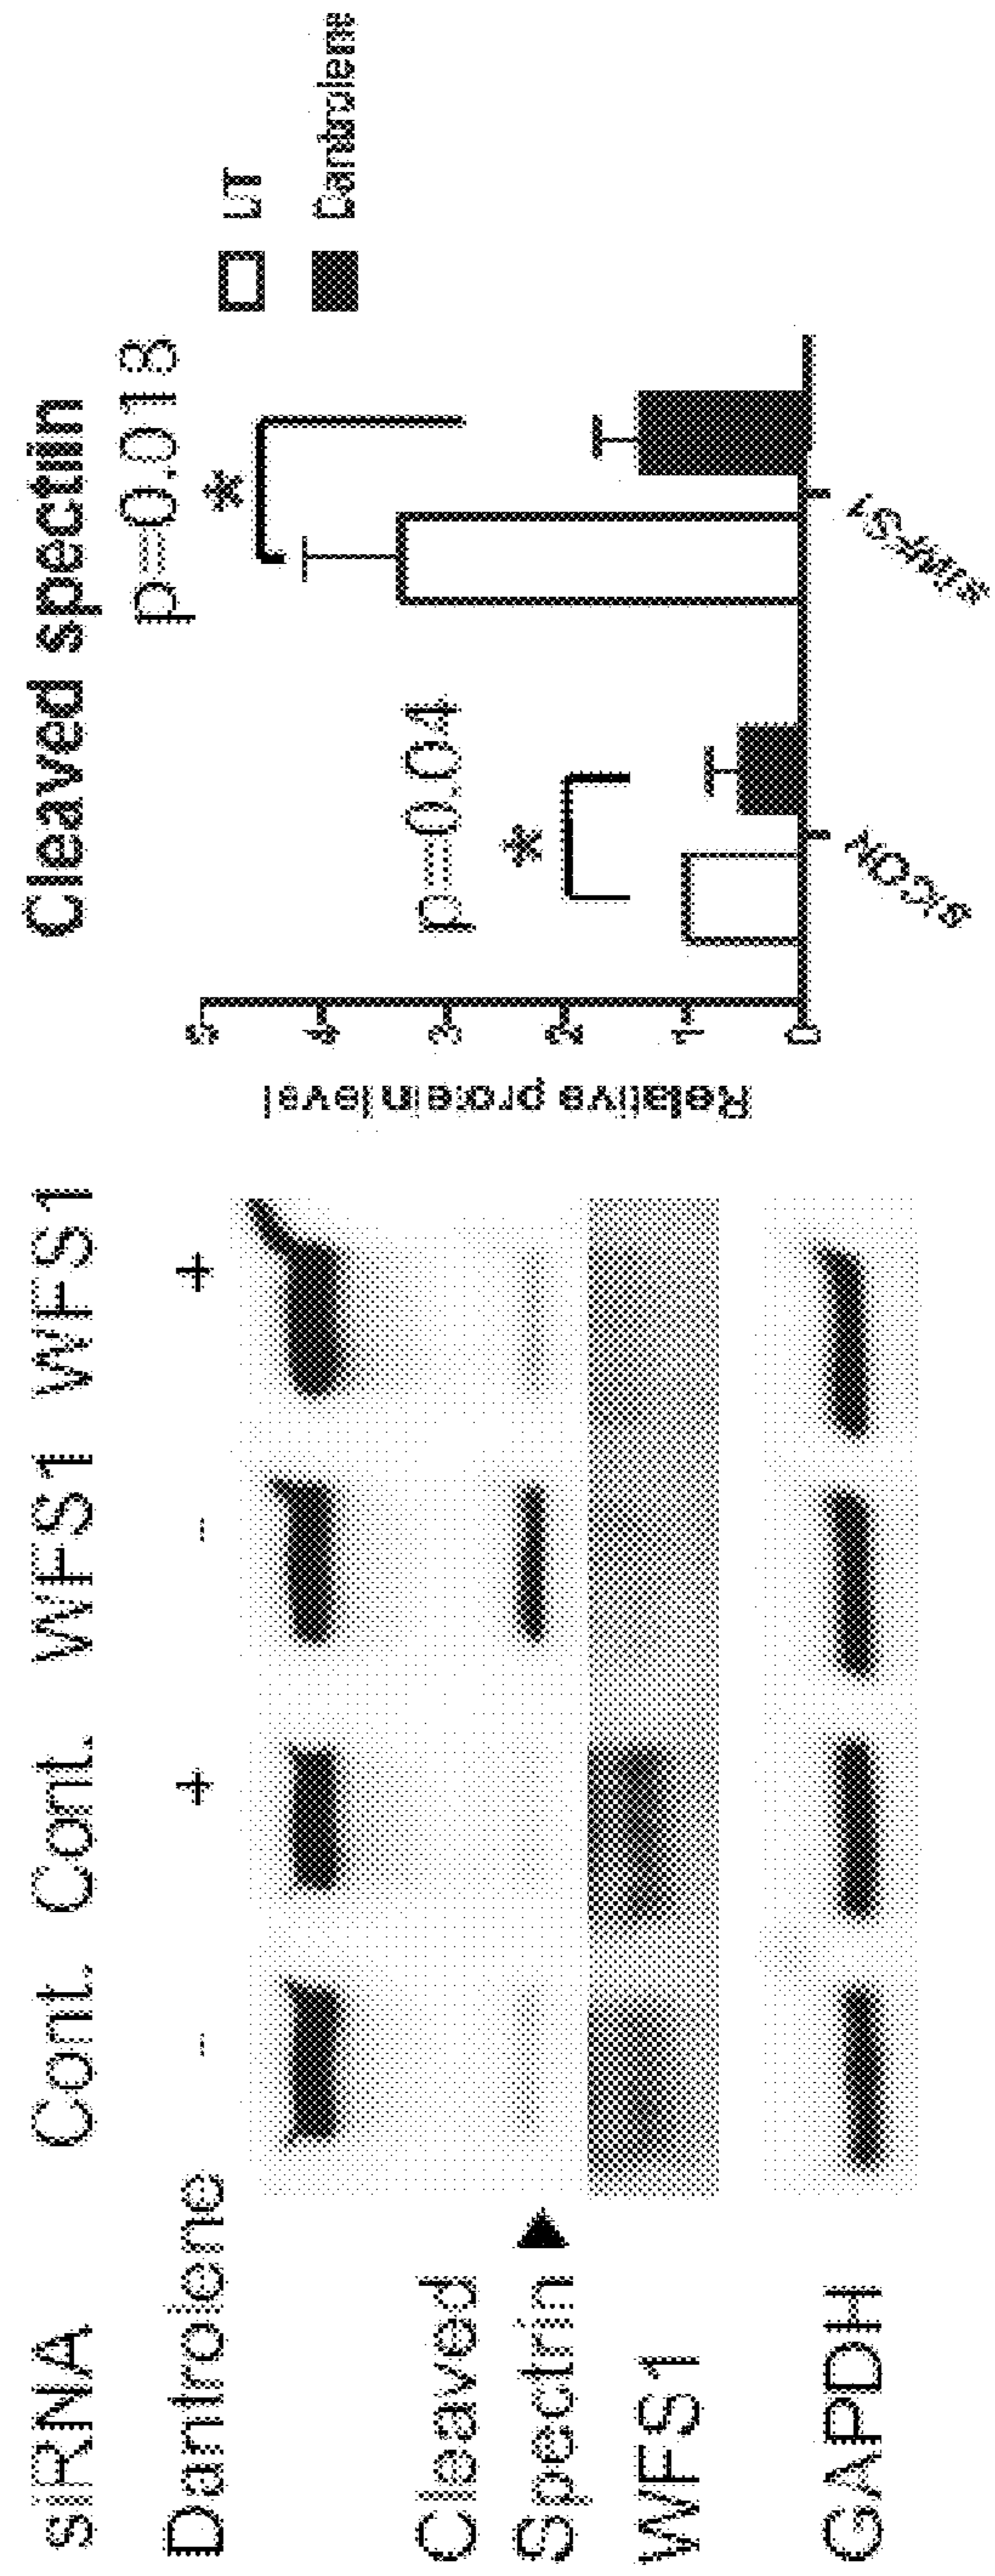 siRNA Cont. Cont. WFS1 WFS1
Dantrolene - + - +
Cleaved
Spectrin
WFS1
GAPDH
Cleaved spectrin
p=0.018
*
p=0.04
*
UT
Dantrolene
Relative protein level
5
4
3
2
1
0
siCON
siWFS1